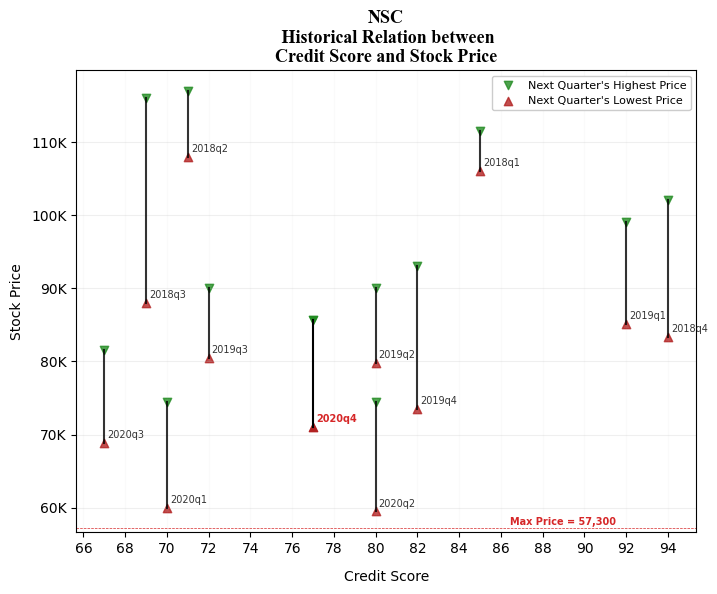 NSC
Historical Relation between
Credit Score and Stock Price
Next Quarter's Highest Price
Next Quarter's Lowest Price
Stock Price
110K
100K
90K
80K
70K
60K
2018q2
2018q1
2018q3
2019q1
2018q4
2019q3
2019q2
2019q4
2020q4
2020q3
2020q1
2020q2
Max Price = 57,300
66 68 70 72 74 76 78 80 82 84 86 88 90 92 94
Credit Score